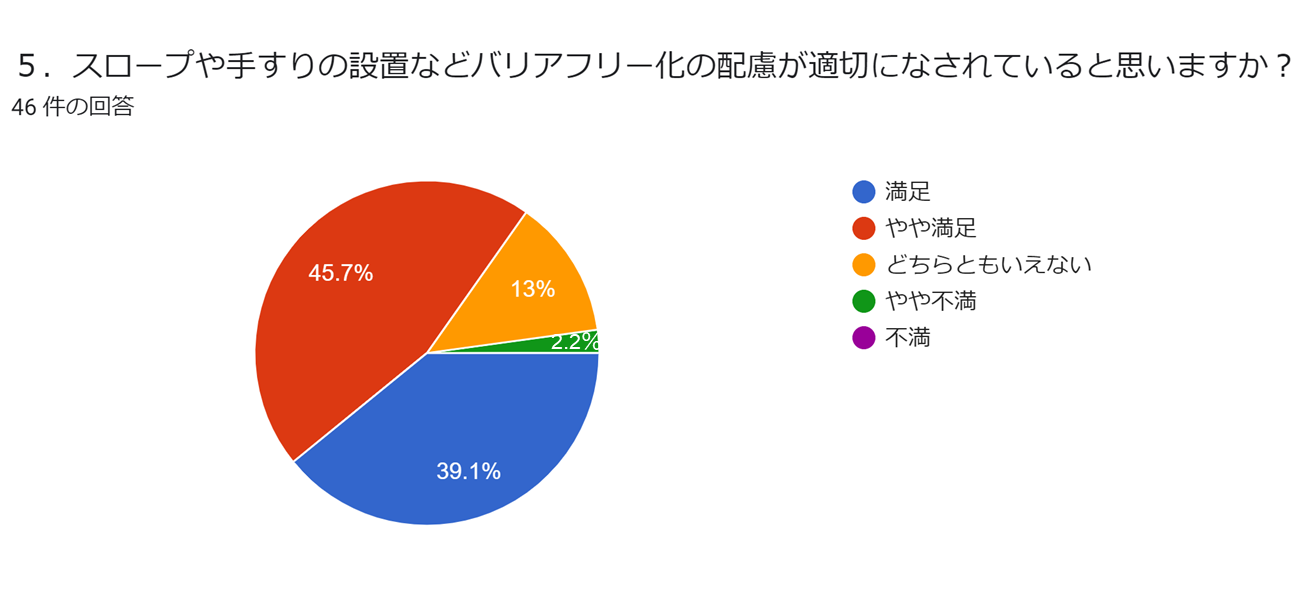 ５．スロープや手すりの設置などバリアフリー化の配慮が適切になされていると思いますか？
46 件の回答
満足
やや満足
どちらともいえない
やや不満
不満
45.7%
13%
2.2%
39.1%